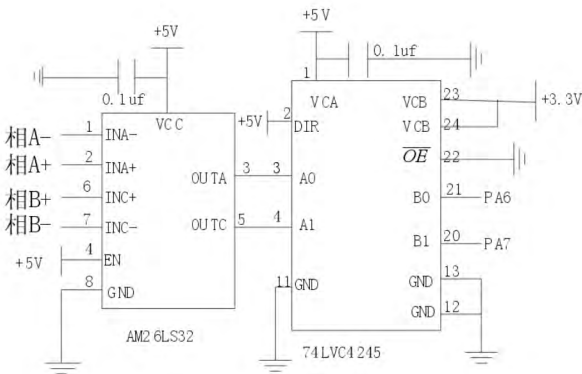 +5V
+5V
0.1uf
0.1uf
1
VCC
VCA
VCB
23
+3.3V
+5V
2
DIR
VCB
24
相A-
1
INA-
相A+
2
INA+
OE
22
OUTA
3
3
A0
B0
21
PA6
相B+
6
INC+
相B-
7
INC-
OUTC
5
4
A1
B1
20
PA7
+5V
4
EN
8
GND
11
GND
GND
13
GND
12
AM26LS32
74LVC4245